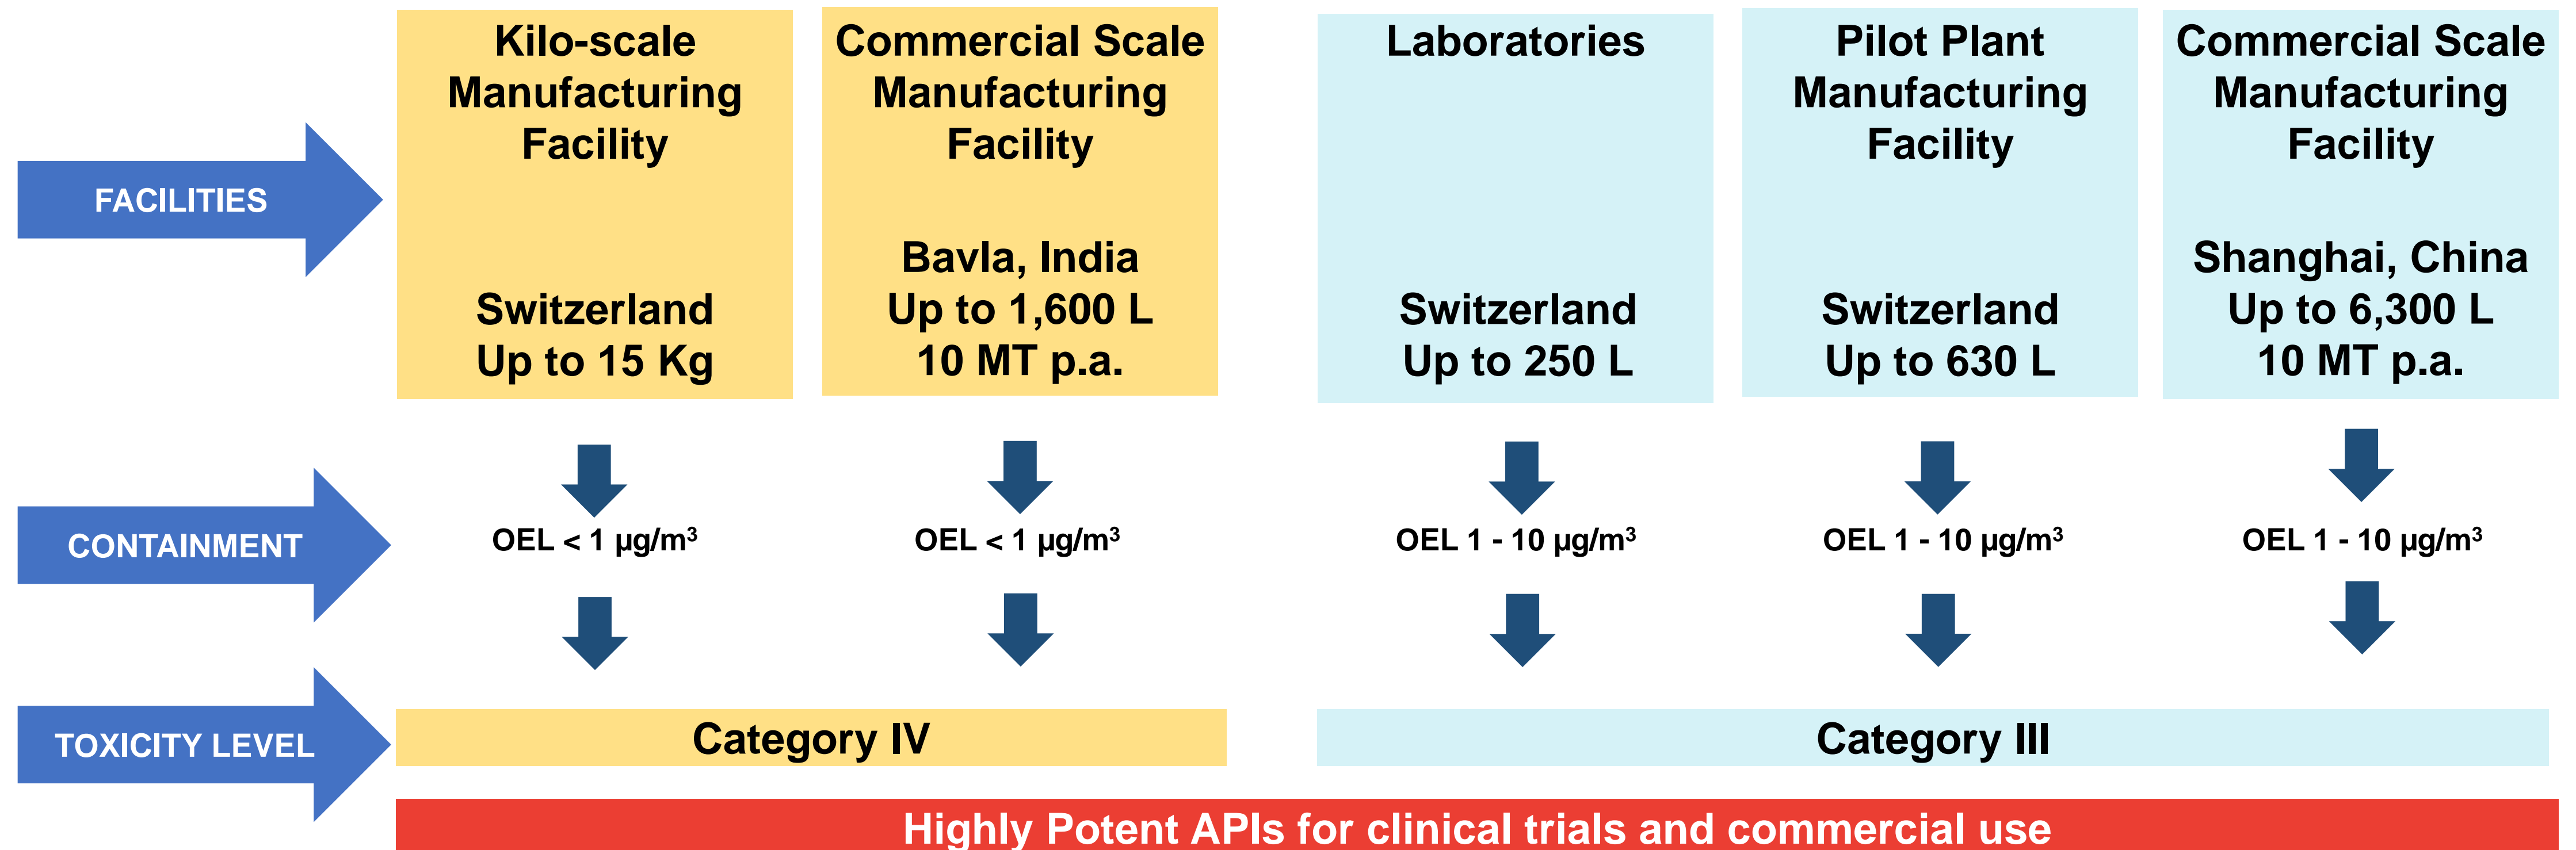 FACILITIES
Kilo-scale
Manufacturing
Facility
Switzerland
Up to 15 Kg
Commercial Scale
Manufacturing
Facility
Bavla, India
Up to 1,600 L
10 MT p.a.
Laboratories
Switzerland
Up to 250 L
Pilot Plant
Manufacturing
Facility
Switzerland
Up to 630 L
Commercial Scale
Manufacturing
Facility
Shanghai, China
Up to 6,300 L
10 MT p.a.
CONTAINMENT
OEL < 1 µg/m³
OEL < 1 µg/m³
OEL 1 - 10 µg/m³
OEL 1 - 10 µg/m³
OEL 1 - 10 µg/m³
TOXICITY LEVEL
Category IV
Category III
Highly Potent APIs for clinical trials and commercial use